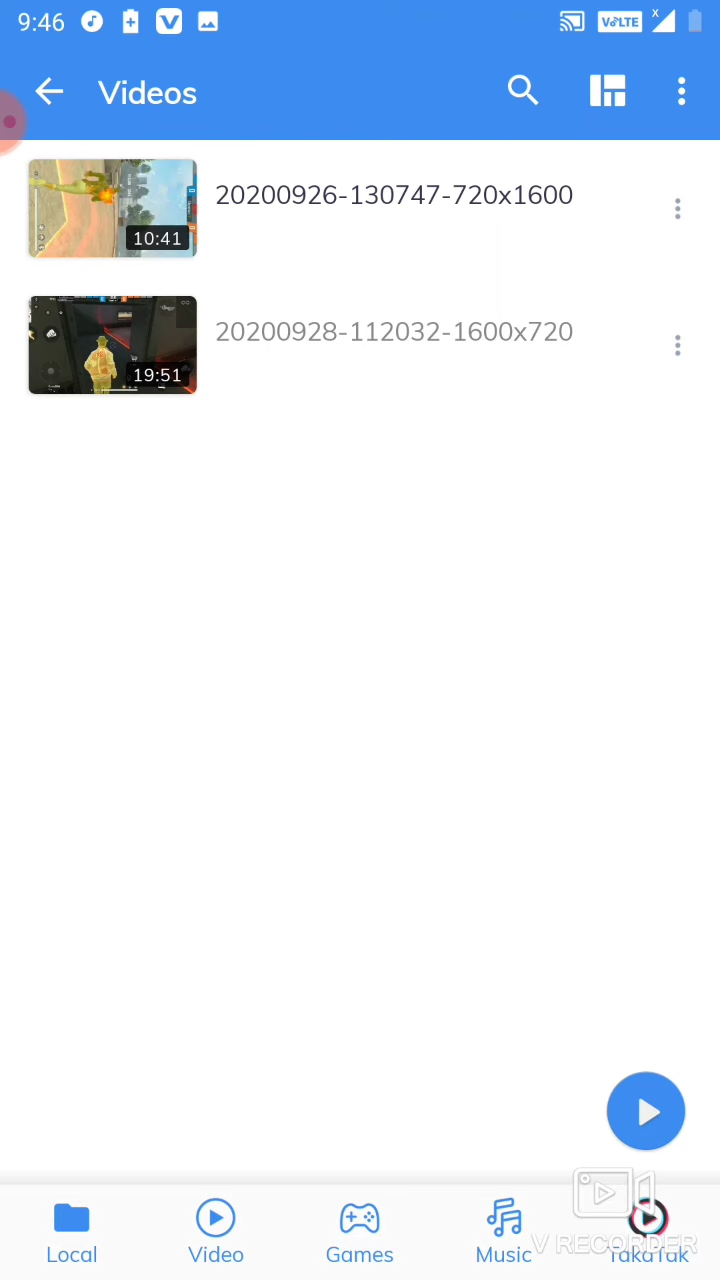 9:46 VoLTE x
Videos
20200926-130747-720x1600
10:41
20200928-112032-1600x720
19:51
Local Video Games Music TakaTak
V RECORDER